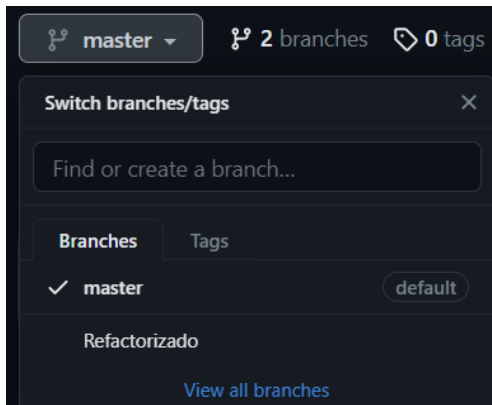 master 2 branches 0 tags
Switch branches/tags
Find or create a branch...
Branches Tags
master default
Refactorizado
View all branches